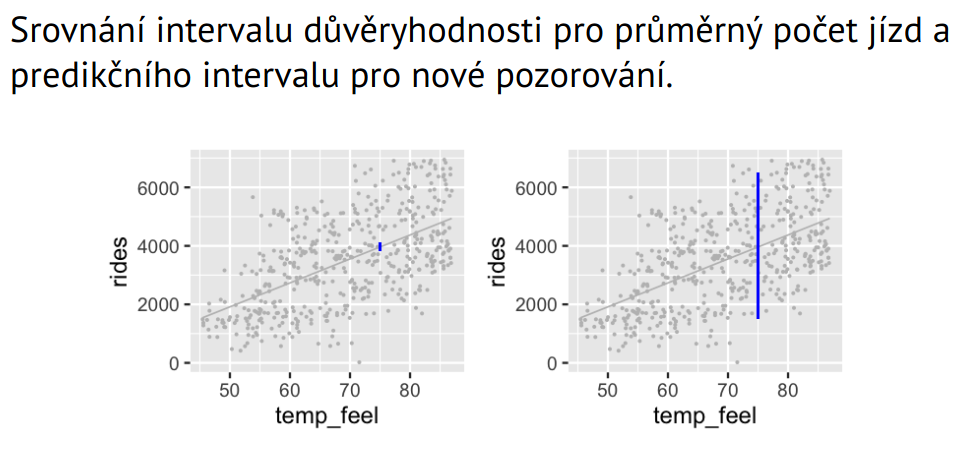 Srovnání intervalu důvěryhodnosti pro průměrný počet jízd a
predikčního intervalu pro nové pozorování.
6000
4000
2000
0
rides
50 60 70 80
temp_feel
6000
4000
2000
0
rides
50 60 70 80
temp_feel